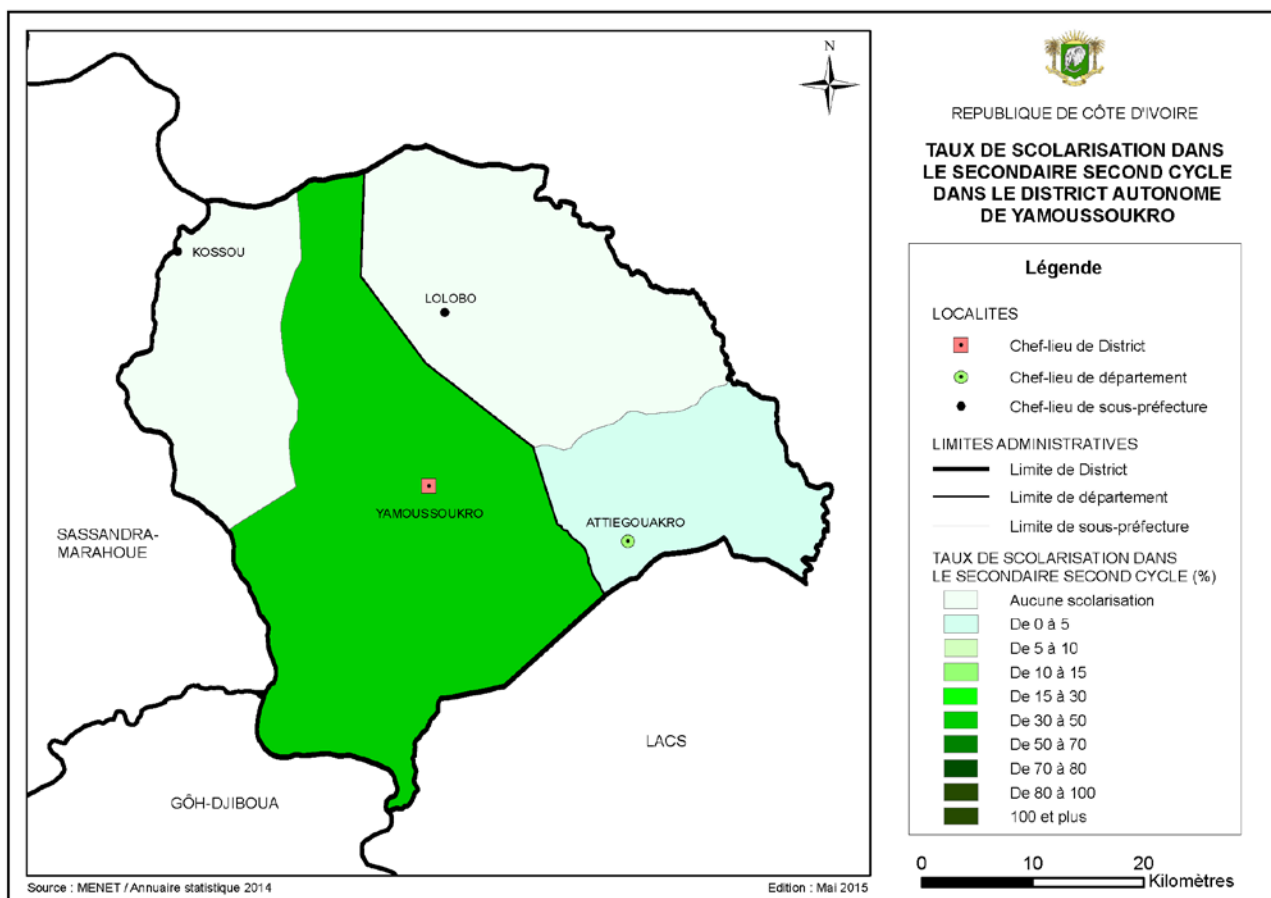 N
KOSSOU
LOLOBO
YAMOUSSOUKRO
ATTIEGOUAKRO
SASSANDRA-
MARAHOUE
LACS
GÔH-DJIBOUA
Source : MENET / Annuaire statistique 2014
Edition : Mai 2015
REPUBLIQUE DE CÔTE D'IVOIRE
TAUX DE SCOLARISATION DANS
LE SECONDAIRE SECOND CYCLE
DANS LE DISTRICT AUTONOME
DE YAMOUSSOUKRO
Légende
LOCALITES
Chef-lieu de District
Chef-lieu de département
Chef-lieu de sous-préfecture
LIMITES ADMINISTRATIVES
Limite de District
Limite de département
Limite de sous-préfecture
TAUX DE SCOLARISATION DANS
LE SECONDAIRE SECOND CYCLE (%)
Aucune scolarisation
De 0 à 5
De 5 à 10
De 10 à 15
De 15 à 30
De 30 à 50
De 50 à 70
De 70 à 80
De 80 à 100
100 et plus
0 10 20
Kilomètres